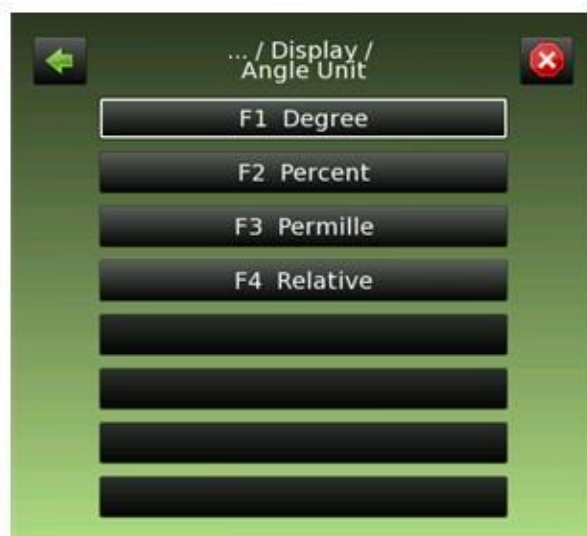 ... / Display /
Angle Unit
F1 Degree
F2 Percent
F3 Permille
F4 Relative